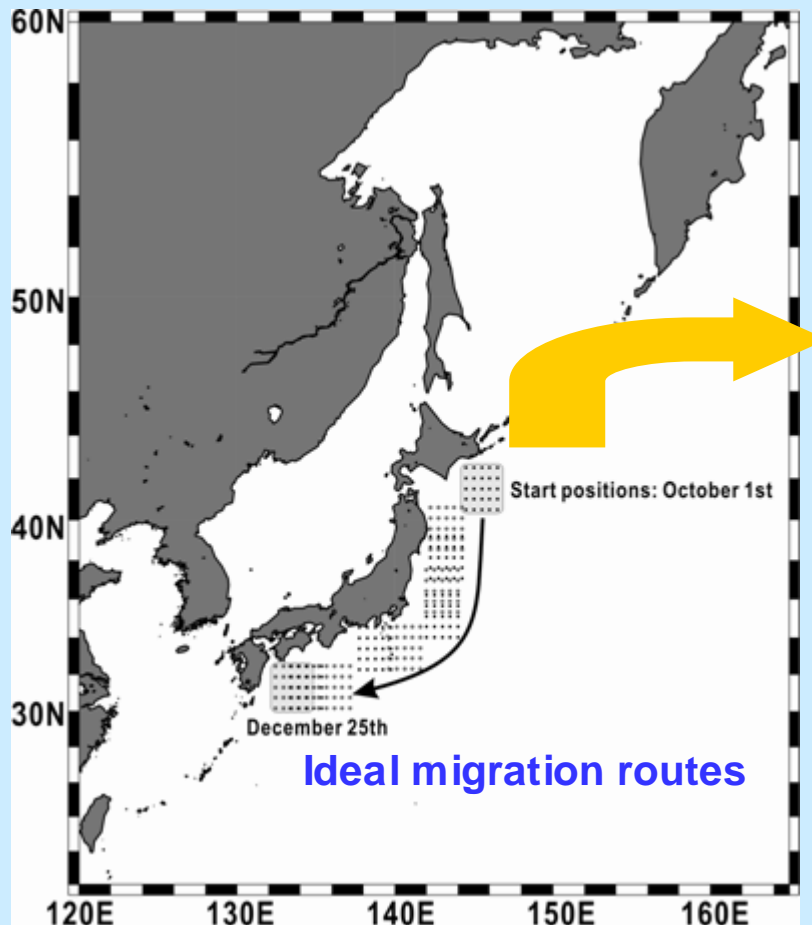 60N
50N
40N
30N
Start positions: October 1st
December 25th
Ideal migration routes
120E
130E
140E
150E
160E